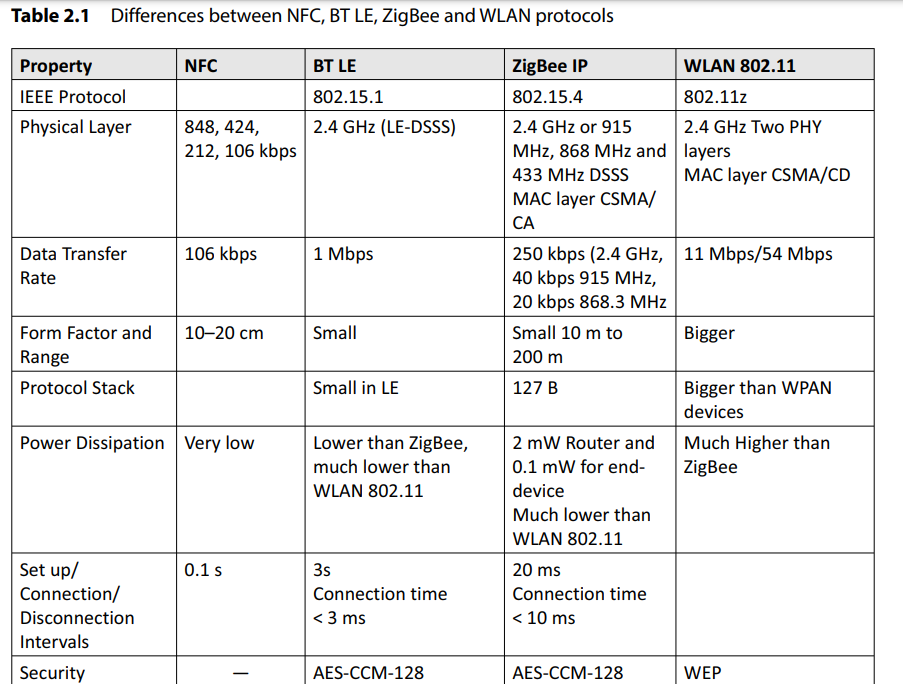 Table 2.1 Differences between NFC, BT LE, ZigBee and WLAN protocols
Property NFC BT LE ZigBee IP WLAN 802.11
IEEE Protocol 802.15.1 802.15.4 802.11z
Physical Layer 848, 424, 2.4 GHz (LE-DSSS) 2.4 GHz or 915 2.4 GHz Two PHY
212, 106 kbps MHz, 868 MHz and layers
433 MHz DSSS MAC layer CSMA/CD
MAC layer CSMA/
CA
Data Transfer 106 kbps 1 Mbps 250 kbps (2.4 GHz, 11 Mbps/54 Mbps
Rate 40 kbps 915 MHz,
20 kbps 868.3 MHz
Form Factor and 10–20 cm Small Small 10 m to Bigger
Range 200 m
Protocol Stack Small in LE 127 B Bigger than WPAN
devices
Power Dissipation Very low Lower than ZigBee, 2 mW Router and Much Higher than
much lower than 0.1 mW for end- ZigBee
WLAN 802.11 device
Much lower than
WLAN 802.11
Set up/ 0.1 s 3s 20 ms
Connection/ Connection time Connection time
Disconnection < 3 ms < 10 ms
Intervals
Security — AES-CCM-128 AES-CCM-128 WEP